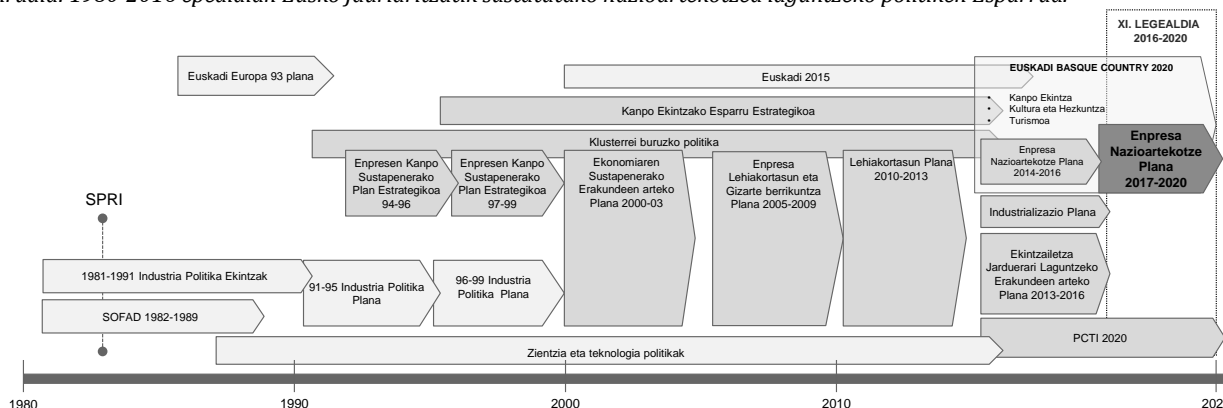 1980-2016 epealdian Eusko Jaurlaritzatik sustatutako nazioartekotzea laguntzeko politiken Esparrua.
XI. LEGEALDIA
2016-2020
Euskadi Europa 93 plana
Euskadi 2015
EUSKADI BASQUE COUNTRY 2020
Kanpo Ekintzako Esparru Estrategikoa
• Kanpo Ekintza
• Kultura eta Hezkuntza
• Turismoa
Klusterrei buruzko politika
Enpresen Kanpo
Sustapenerako
Plan Estrategikoa
94-96
Enpresen Kanpo
Sustapenerako
Plan Estrategikoa
97-99
Ekonomiaren
Sustapenerako
Erakundeen arteko
Plana 2000-03
Enpresa
Lehiakortasun eta
Gizarte berrikuntza
Plana 2005-2009
Lehiakortasun Plana
2010-2013
Enpresa
Nazioartekotze Plana
2014-2016
Enpresa
Nazioartekotze
Plana
2017-2020
SPRI
Industrializazio Plana
1981-1991 Industria Politika Ekintzak
91-95 Industria Politika
Plana
96-99 Industria
Politika Plana
Ekintzailetza
Jarduerari Laguntzeko
Erakundeen arteko
Plana 2013-2016
SOFAD 1982-1989
PCTI 2020
Zientzia eta teknologia politikak
1980
1990
2000
2010
202